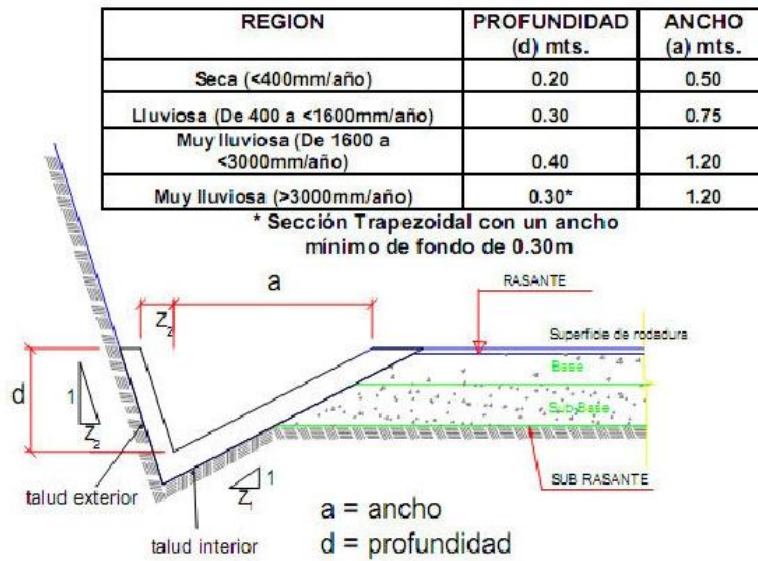 REGION PROFUNDIDAD ANCHO
(d) mts. (a) mts.
Seca (<400mm/año) 0.20 0.50
Lluviosa (De 400 a <1600mm/año) 0.30 0.75
Muy lluviosa (De 1600 a
<3000mm/año) 0.40 1.20
Muy lluviosa (>3000mm/año) 0.30* 1.20
* Sección Trapezoidal con un ancho
mínimo de fondo de 0.30m
a
RASANTE
Z2
Superficie de rodadura
Base
d
1
Sub Base
Z2
talud exterior
1
Z1
SUB RASANTE
a = ancho
talud interior
d = profundidad